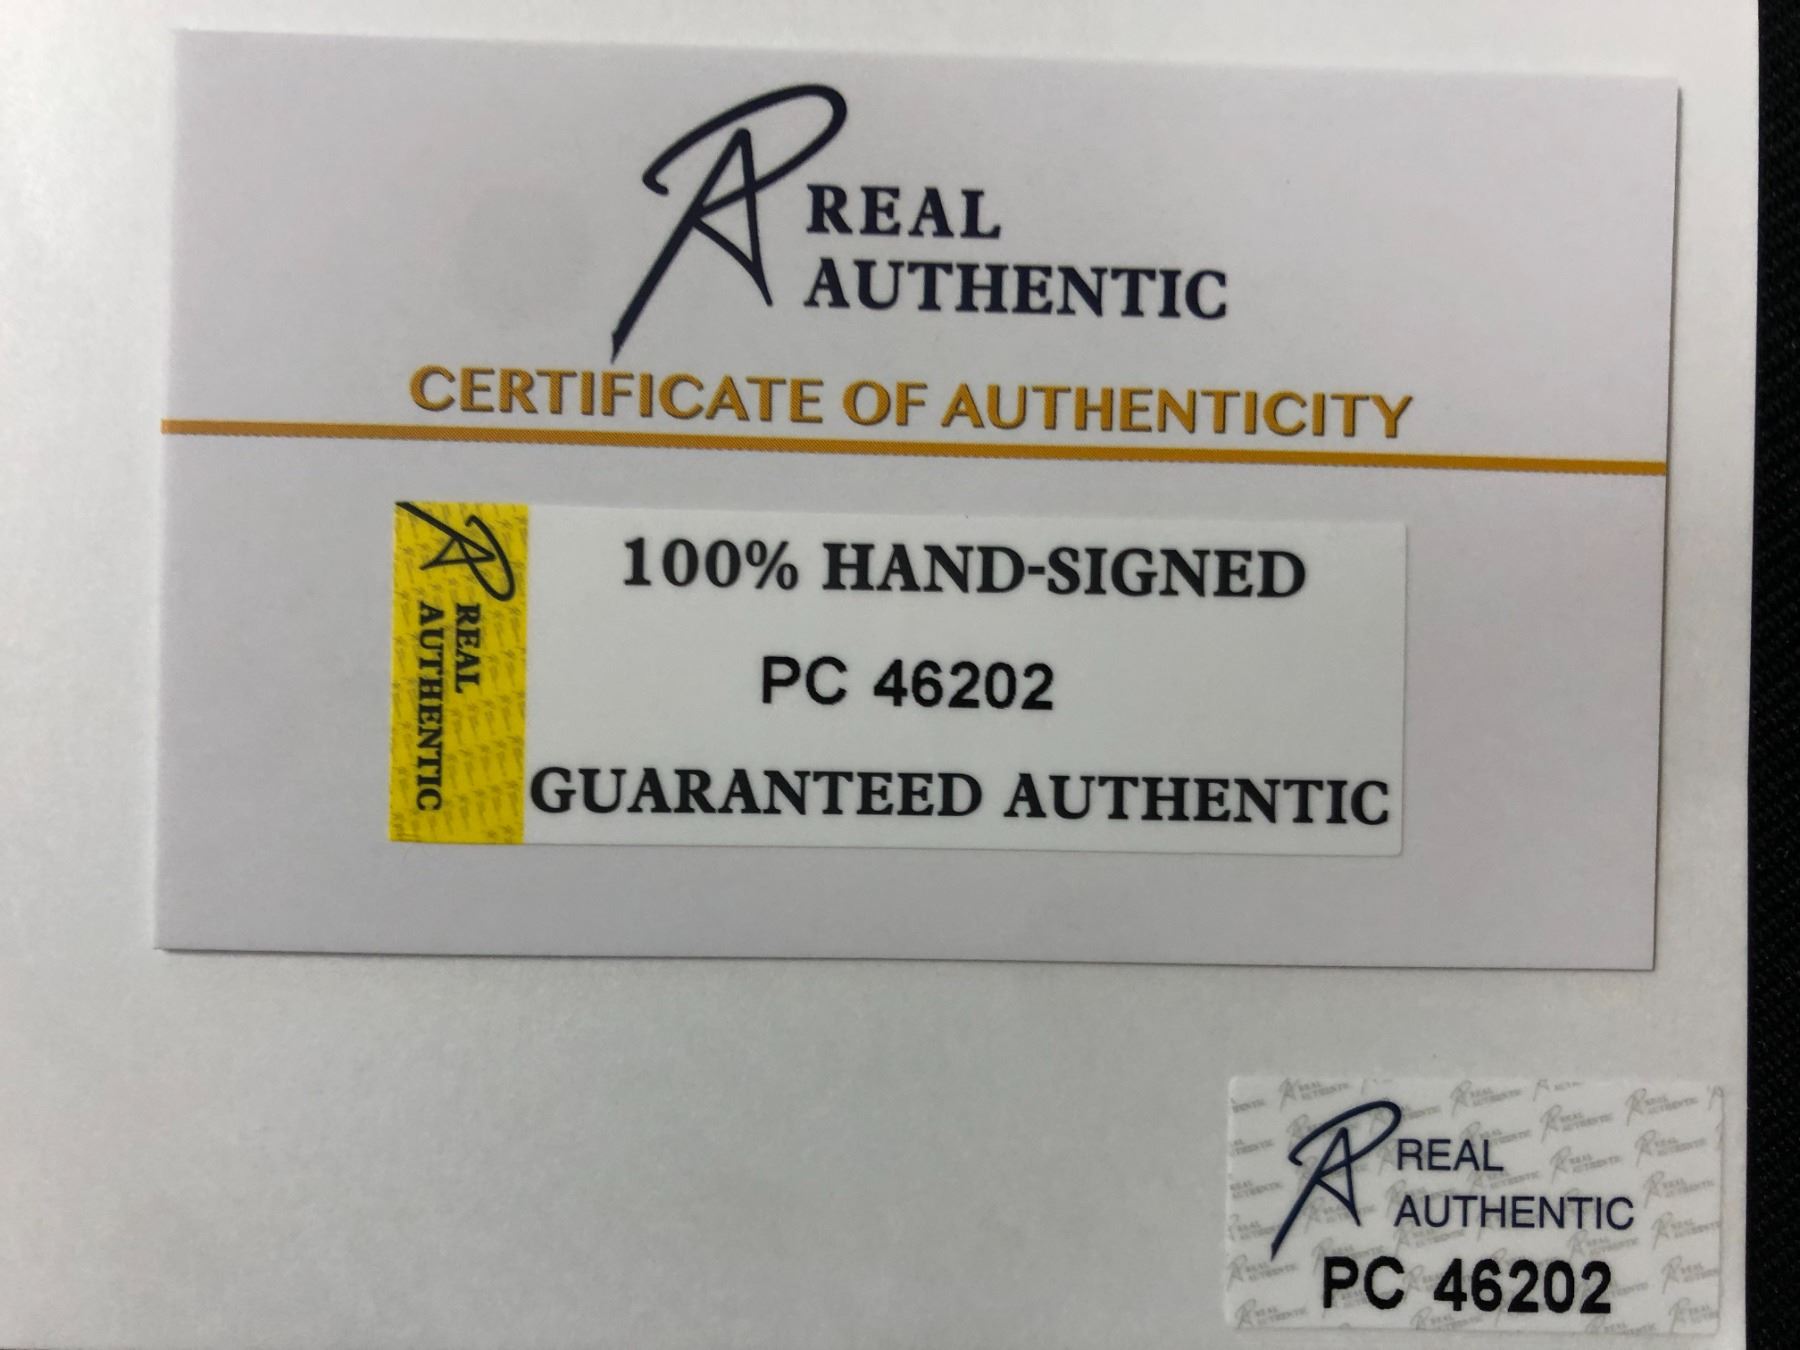 REAL
AUTHENTIC
CERTIFICATE OF AUTHENTICITY
REAL
AUTHENTIC
100% HAND-SIGNED
PC 46202
GUARANTEED AUTHENTIC
REAL
AUTHENTIC
PC 46202